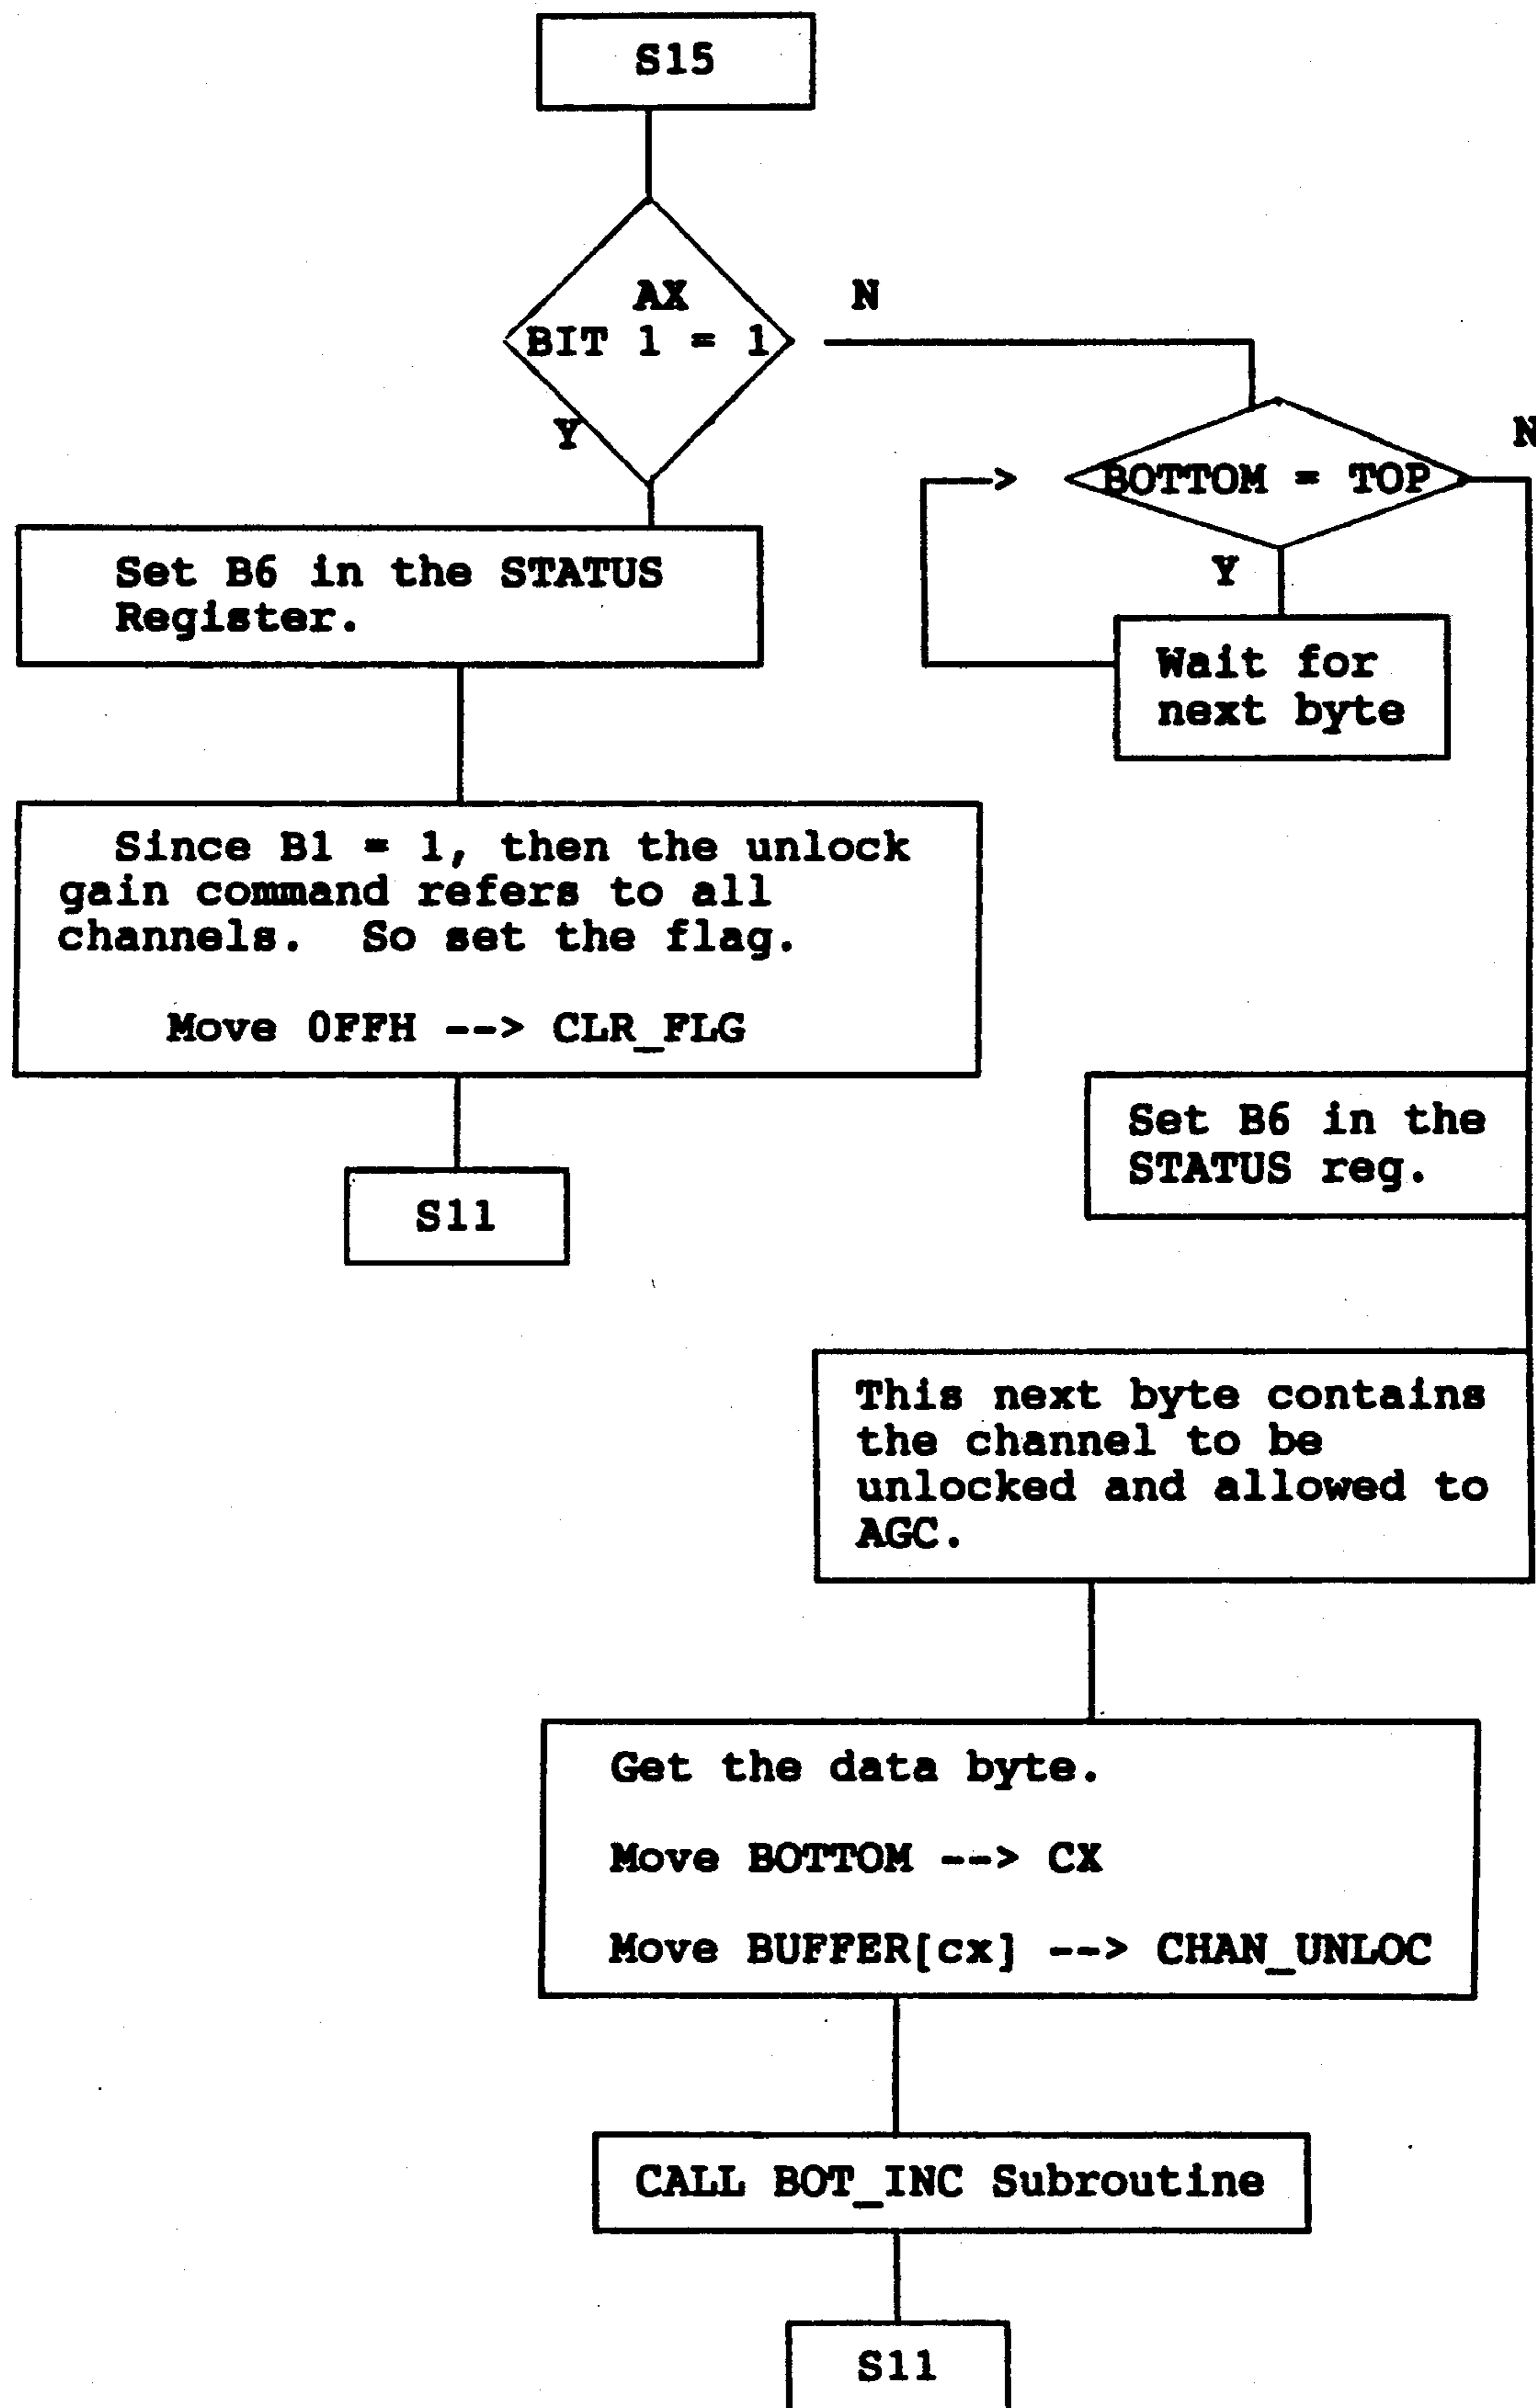 S15
AX
BIT 1 = 1
N
Y
BOTTOM = TOP
N
Y
Set B6 in the STATUS
Register.
Wait for
next byte
Since B1 = 1, then the unlock
gain command refers to all
channels.  So set the flag.
Move 0FFH --> CLR_FLG
S11
Set B6 in the
STATUS reg.
This next byte contains
the channel to be
unlocked and allowed to
AGC.
Get the data byte.
Move BOTTOM --> CX
Move BUFFER[cx] --> CHAN_UNLOC
CALL BOT_INC Subroutine
S11